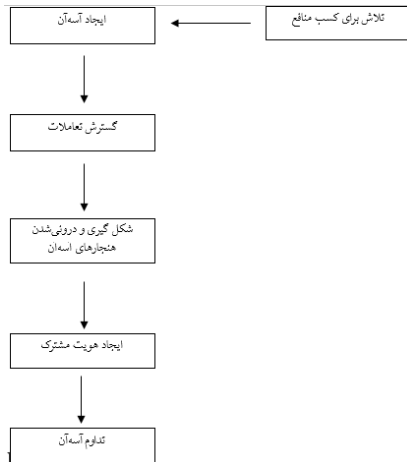 تلاش برای کسب منافع
ایجاد آسه‌آن
گسترش تعاملات
شکل گیری و درونی‌شدن
هنجارهای اسه‌ان
ایجاد هویت مشترک
تداوم آسه‌آن